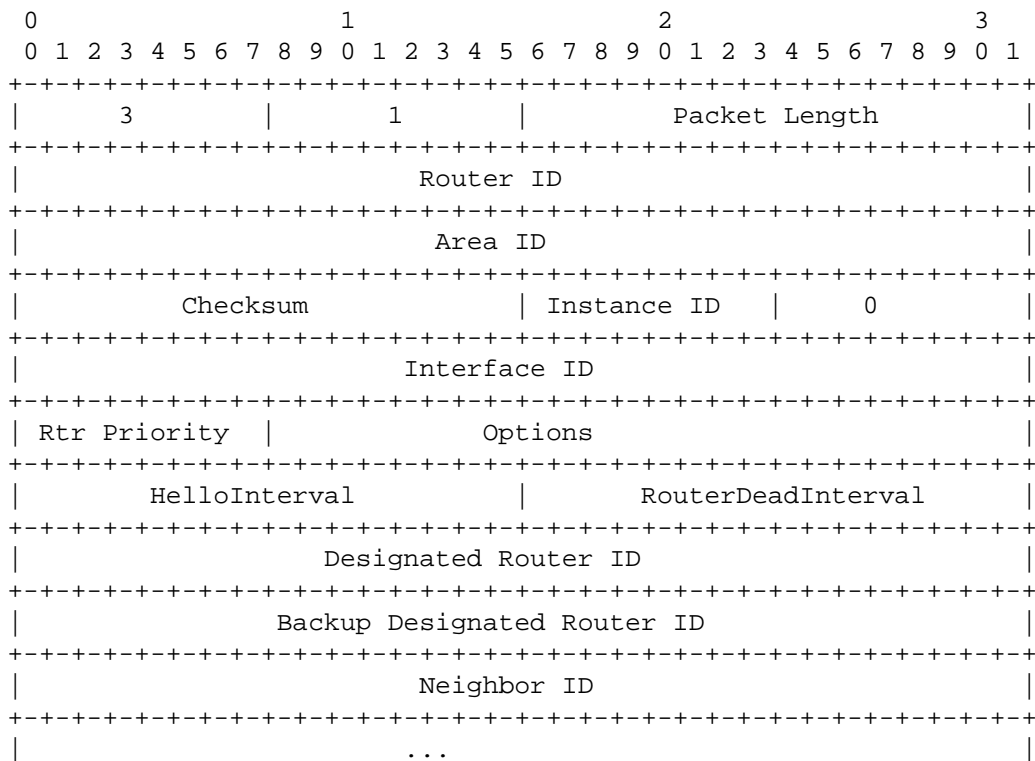 0                   1                   2                   3
0 1 2 3 4 5 6 7 8 9 0 1 2 3 4 5 6 7 8 9 0 1 2 3 4 5 6 7 8 9 0 1
+-+-+-+-+-+-+-+-+-+-+-+-+-+-+-+-+-+-+-+-+-+-+-+-+-+-+-+-+-+-+-+-+
|      3        |       1       |         Packet Length         |
+-+-+-+-+-+-+-+-+-+-+-+-+-+-+-+-+-+-+-+-+-+-+-+-+-+-+-+-+-+-+-+-+
|                         Router ID                             |
+-+-+-+-+-+-+-+-+-+-+-+-+-+-+-+-+-+-+-+-+-+-+-+-+-+-+-+-+-+-+-+-+
|                          Area ID                              |
+-+-+-+-+-+-+-+-+-+-+-+-+-+-+-+-+-+-+-+-+-+-+-+-+-+-+-+-+-+-+-+-+
|          Checksum             | Instance ID   |     0         |
+-+-+-+-+-+-+-+-+-+-+-+-+-+-+-+-+-+-+-+-+-+-+-+-+-+-+-+-+-+-+-+-+
|                        Interface ID                           |
+-+-+-+-+-+-+-+-+-+-+-+-+-+-+-+-+-+-+-+-+-+-+-+-+-+-+-+-+-+-+-+-+
| Rtr Priority  |             Options                           |
+-+-+-+-+-+-+-+-+-+-+-+-+-+-+-+-+-+-+-+-+-+-+-+-+-+-+-+-+-+-+-+-+
|        HelloInterval          |       RouterDeadInterval      |
+-+-+-+-+-+-+-+-+-+-+-+-+-+-+-+-+-+-+-+-+-+-+-+-+-+-+-+-+-+-+-+-+
|                   Designated Router ID                        |
+-+-+-+-+-+-+-+-+-+-+-+-+-+-+-+-+-+-+-+-+-+-+-+-+-+-+-+-+-+-+-+-+
|                Backup Designated Router ID                    |
+-+-+-+-+-+-+-+-+-+-+-+-+-+-+-+-+-+-+-+-+-+-+-+-+-+-+-+-+-+-+-+-+
|                         Neighbor ID                           |
+-+-+-+-+-+-+-+-+-+-+-+-+-+-+-+-+-+-+-+-+-+-+-+-+-+-+-+-+-+-+-+-+
|                        ...                                    |